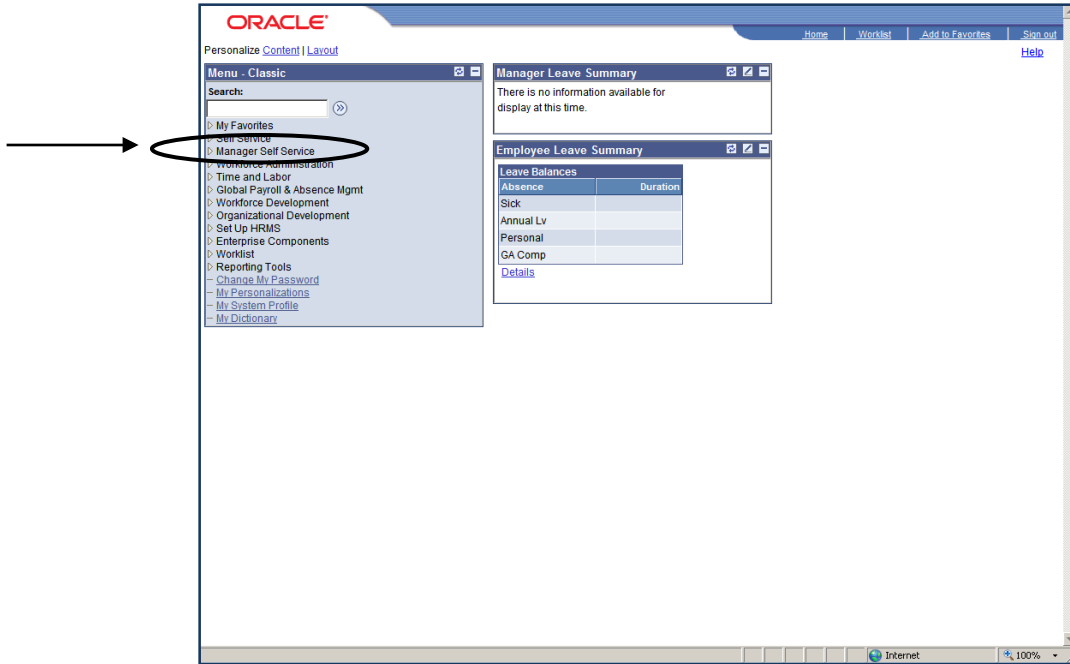 ORACLE'
Home Worklist Add to Favorites Sign out
Personalize Content | Layout
Help
Menu - Classic
Search:
My Favorites
Self Service
Manager Self Service
Workforce Administration
Time and Labor
Global Payroll & Absence Mgmt
Workforce Development
Organizational Development
Set Up HRMS
Enterprise Components
Worklist
Reporting Tools
– Change My Password
– My Personalizations
– My System Profile
– My Dictionary
Manager Leave Summary
There is no information available for
display at this time.
Employee Leave Summary
Leave Balances
Absence Duration
Sick
Annual Lv
Personal
GA Comp
Details
Internet 100%